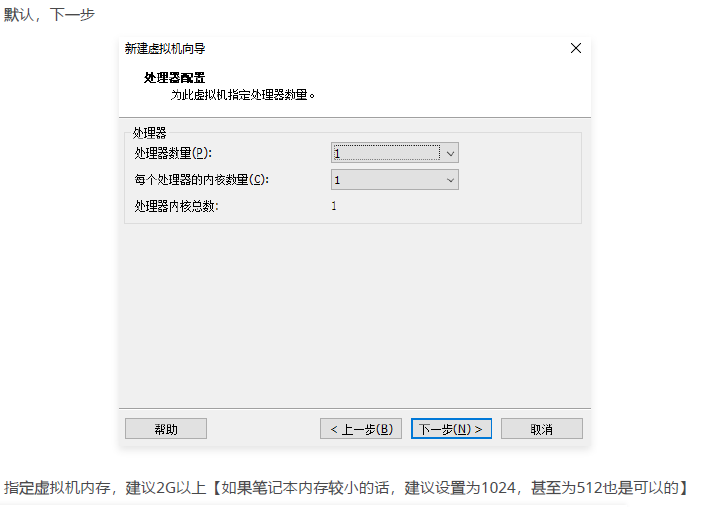 默认，下一步
新建虚拟机向导
处理器配置
为此虚拟机指定处理器数量。
处理器
处理器数量(P): 1
每个处理器的内核数量(C): 1
处理器内核总数: 1
帮助 < 上一步(B) 下一步(N) > 取消
指定虚拟机内存，建议2G以上【如果笔记本内存较小的话，建议设置为1024，甚至为512也是可以的】